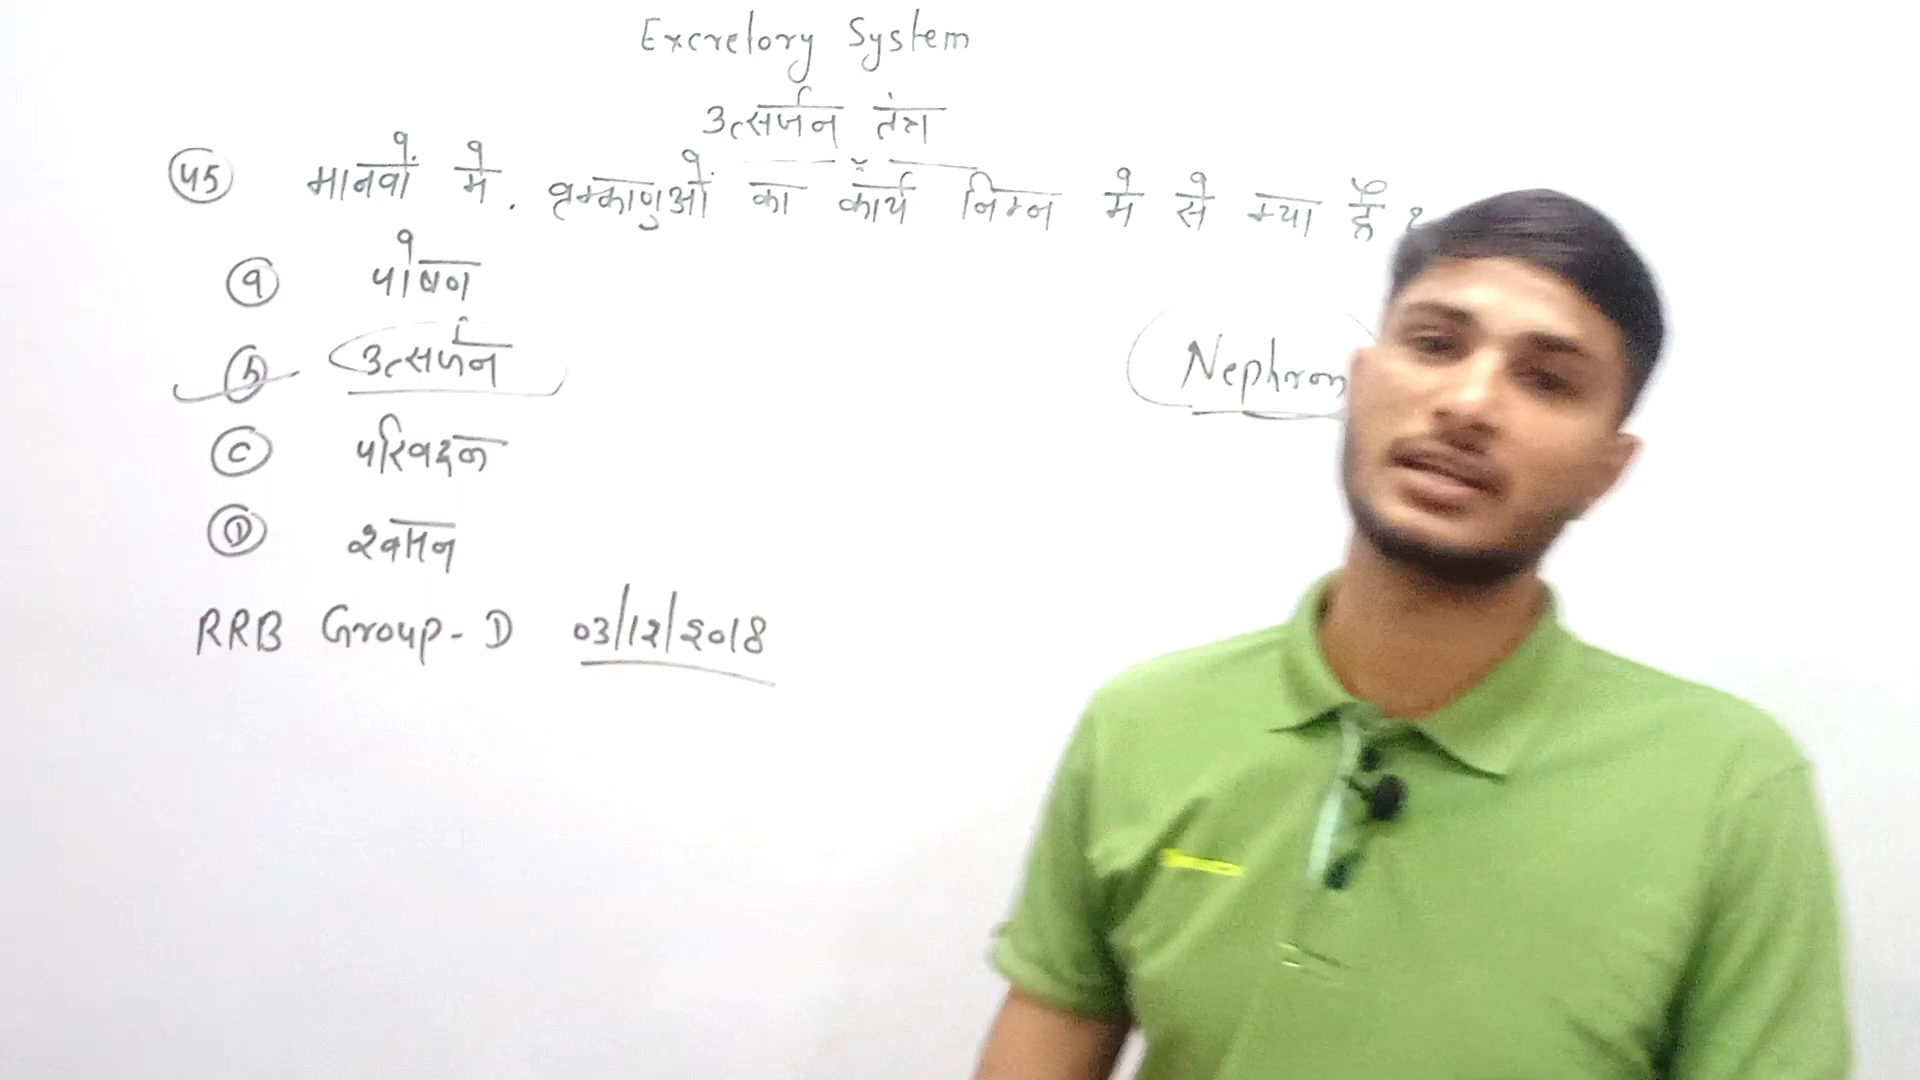 Excretory System
उत्सर्जन तंत्र
45 मानवों में. वृक्काणुओं का कार्य निम्न में से क्या है ?
a पोषण
b उत्सर्जन
Nephron
C परिवहन
D श्वसन
RRB Group-D 03/12/2018